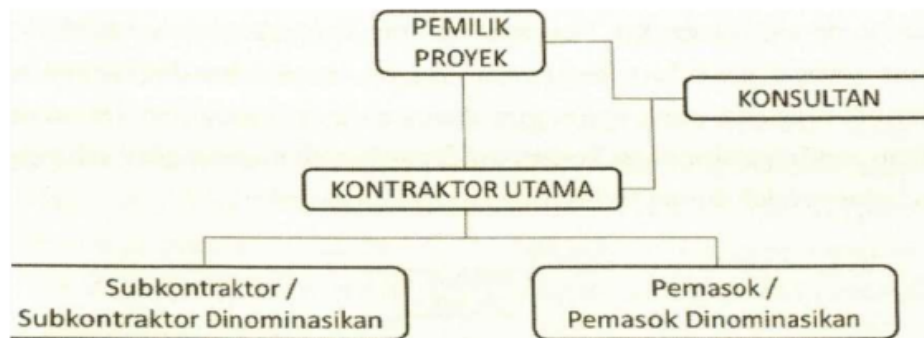 PEMILIK
PROYEK
KONSULTAN
KONTRAKTOR UTAMA
Subkontraktor /
Subkontraktor Dinominasikan
Pemasok /
Pemasok Dinominasikan